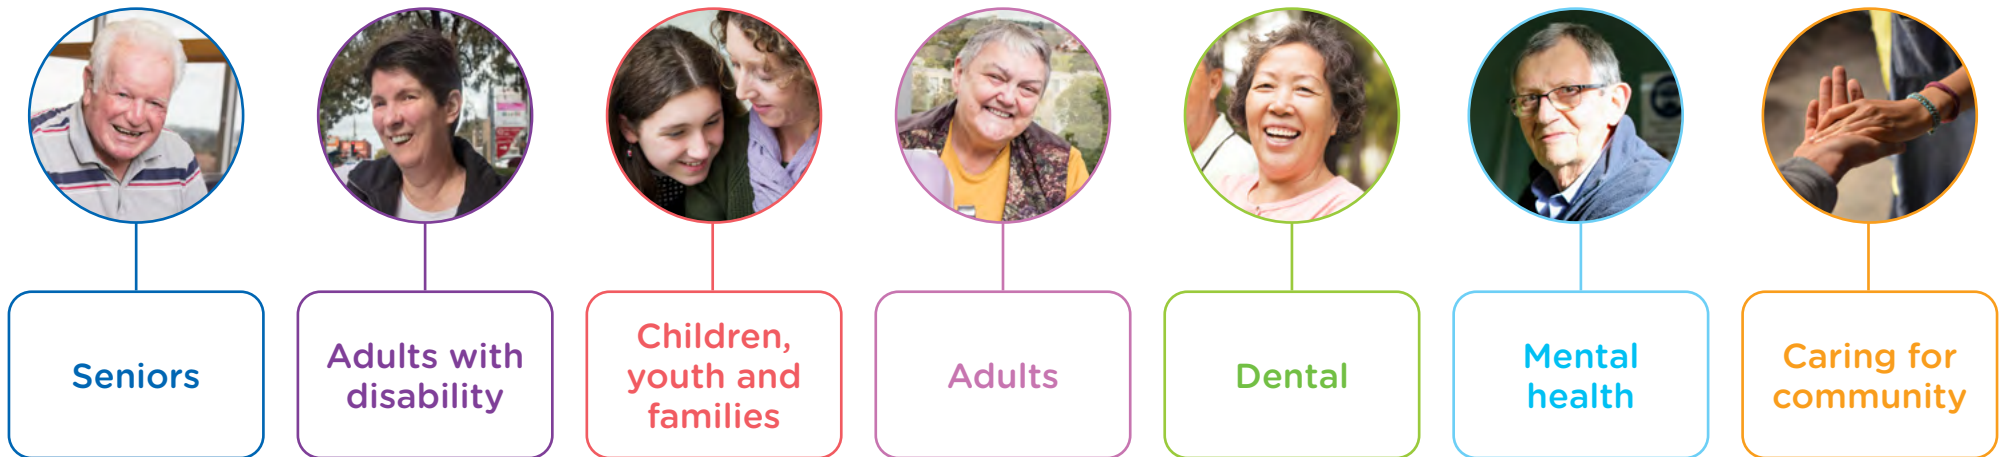 Seniors
Adults with
disability
Children,
youth and
families
Adults
Dental
Mental
health
Caring for
community